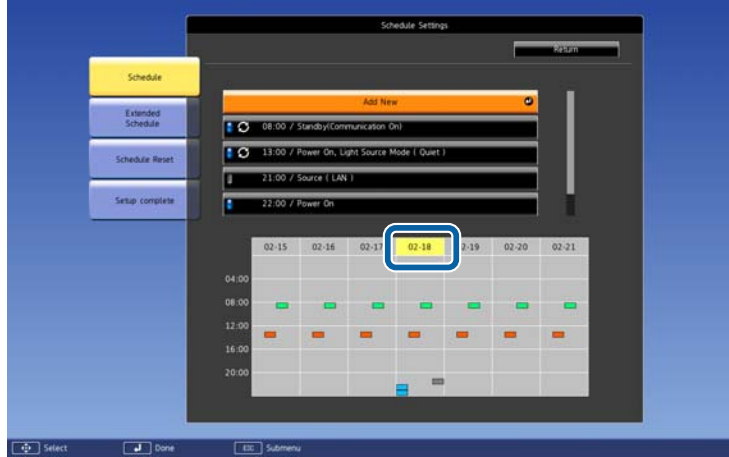 Schedule Settings
Return
Schedule
Extended
Schedule
Schedule Reset
Setup complete
Add New
08:00 / Standby(Communication On)
13:00 / Power On, Light Source Mode ( Quiet )
21:00 / Source ( LAN )
22:00 / Power On
02-15 02-16 02-17 02-18 2-19 02-20 02-21
04:00
08:00
12:00
16:00
20:00
Select Done Esc Submenu